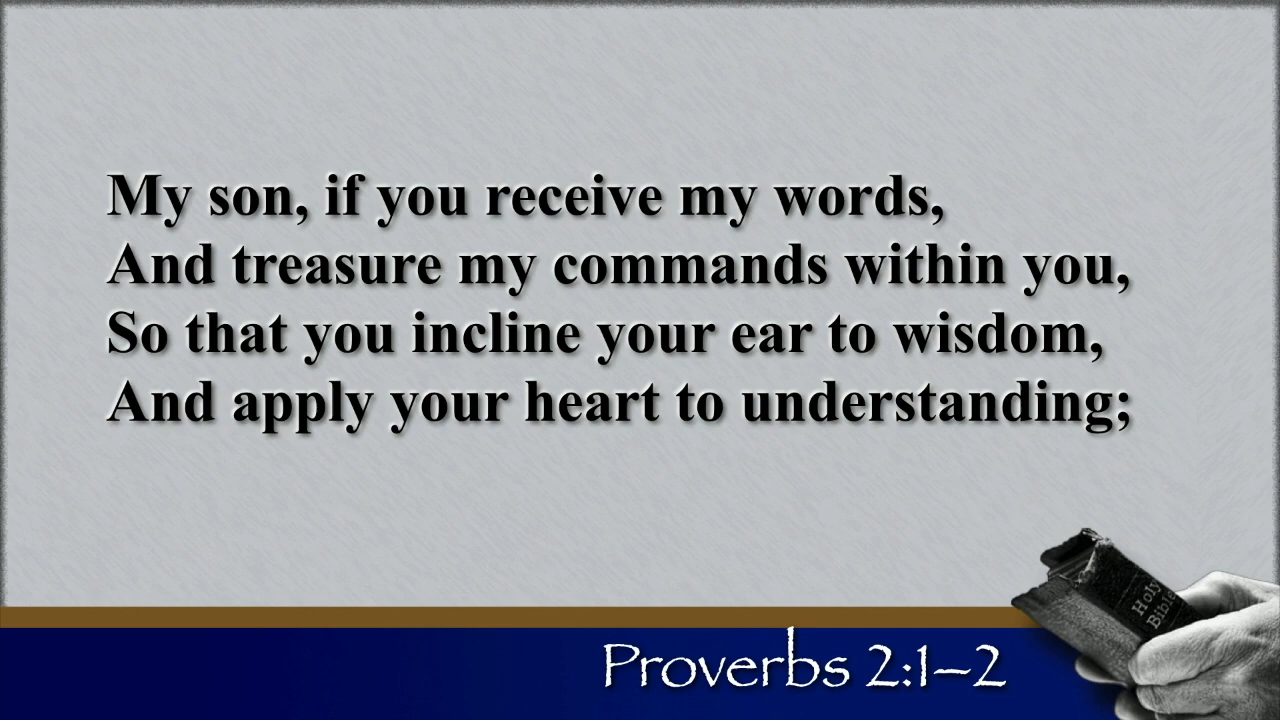 My son, if you receive my words,
And treasure my commands within you,
So that you incline your ear to wisdom,
And apply your heart to understanding;
Holy
Bible
Proverbs 2:1–2